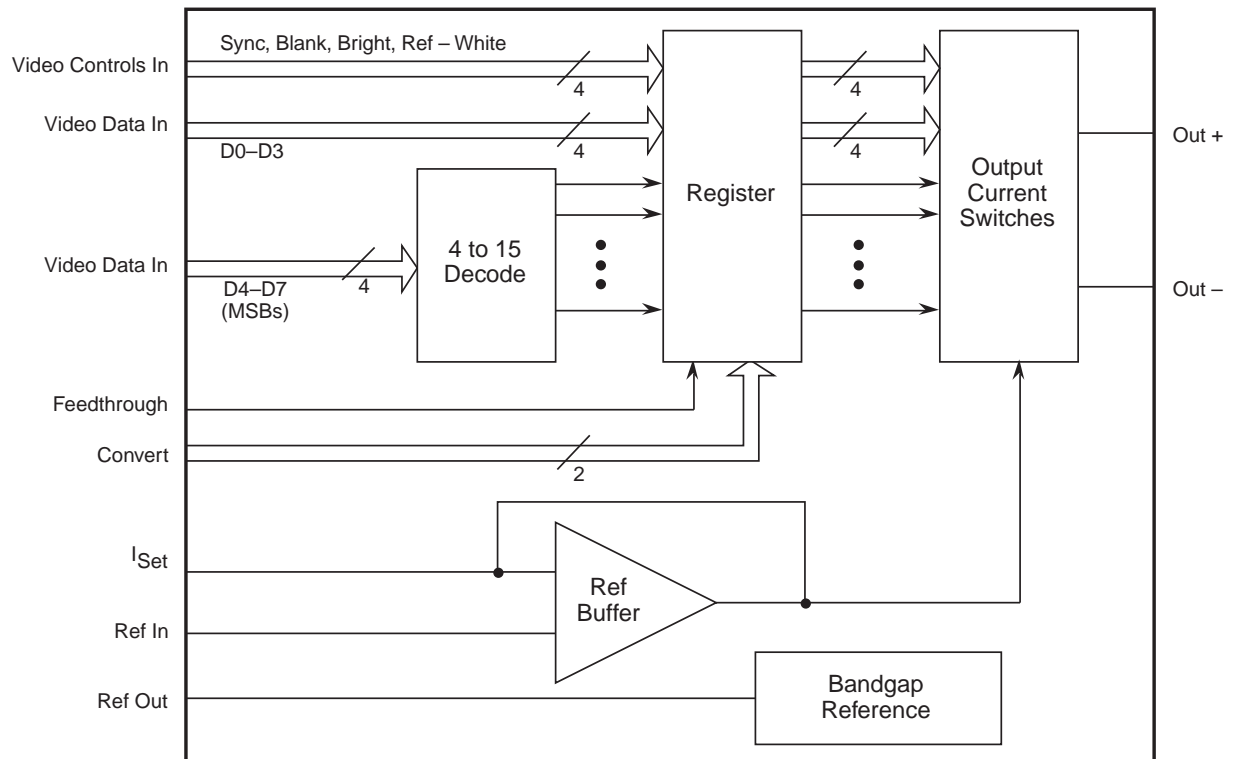 Sync, Blank, Bright, Ref – White
Video Controls In
4
4
Video Data In
D0–D3
4
4
Register
Output
Current
Switches
Out +
4 to 15
Decode
Video Data In
D4–D7
(MSBs)
4
Out –
Feedthrough
Convert
2
ISet
Ref
Buffer
Ref In
Ref Out
Bandgap
Reference